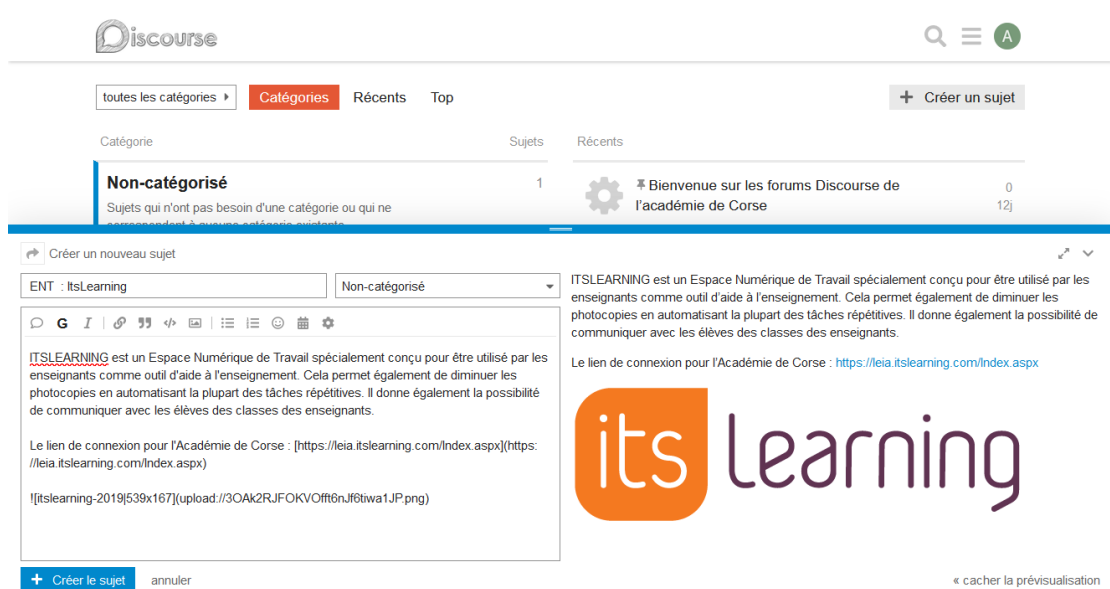 Discourse
A
toutes les catégories
Catégories
Récents
Top
+ Créer un sujet
Catégorie
Sujets
Récents
Non-catégorisé
1
Sujets qui n'ont pas besoin d'une catégorie ou qui ne
correspondent à aucune catégorie existante.
Bienvenue sur les forums Discourse de
l'académie de Corse
0
12j
Créer un nouveau sujet
ENT : ItsLearning
Non-catégorisé
G I
ITSLEARNING est un Espace Numérique de Travail spécialement conçu pour être utilisé par les
enseignants comme outil d'aide à l'enseignement. Cela permet également de diminuer les
photocopies en automatisant la plupart des tâches répétitives. Il donne également la possibilité
de communiquer avec les élèves des classes des enseignants.
Le lien de connexion pour l'Académie de Corse : [https://leia.itslearning.com/Index.aspx](https:
//leia.itslearning.com/Index.aspx)
![itslearning-2019|539x167](upload://3OAk2RJFOKVOfft6nJf6tiwa1JP.png)
ITSLEARNING est un Espace Numérique de Travail spécialement conçu pour être utilisé par les
enseignants comme outil d'aide à l'enseignement. Cela permet également de diminuer les
photocopies en automatisant la plupart des tâches répétitives. Il donne également la possibilité de
communiquer avec les élèves des classes des enseignants.
Le lien de connexion pour l'Académie de Corse : https://leia.itslearning.com/Index.aspx
its learning
+ Créer le sujet
annuler
« cacher la prévisualisation